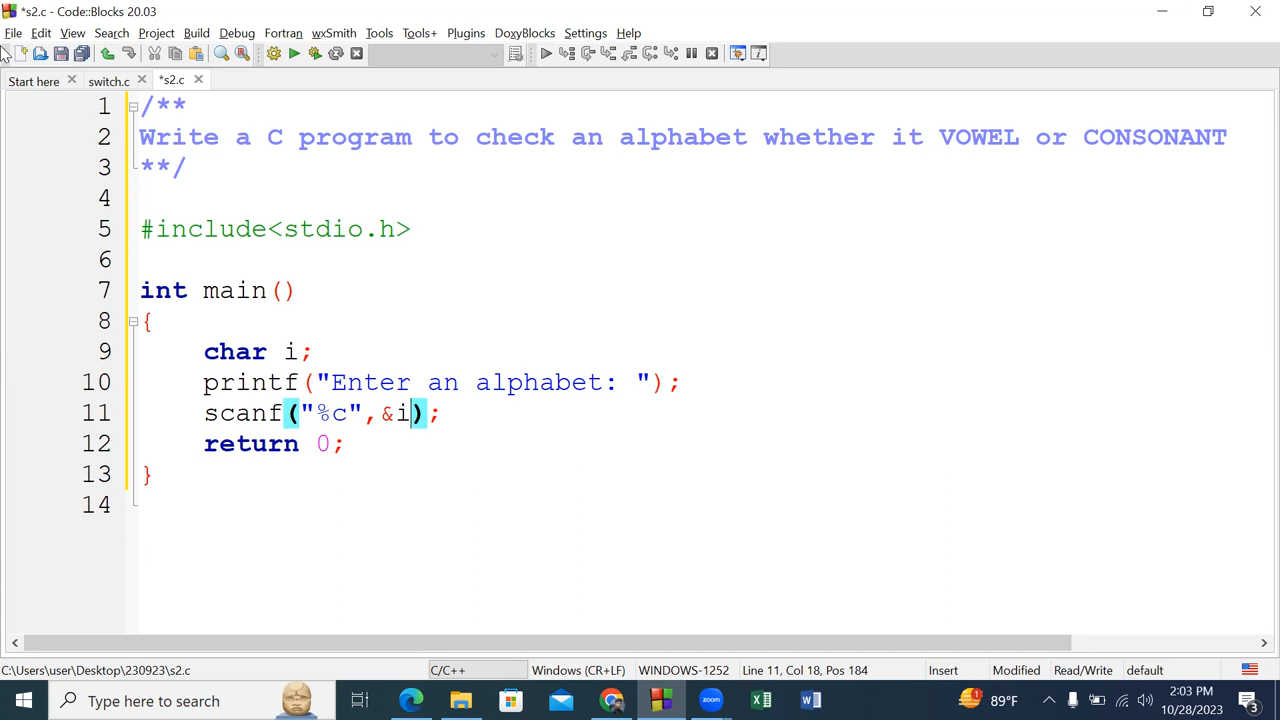 *s2.c - Code::Blocks 20.03
File Edit View Search Project Build Debug Fortran wxSmith Tools Tools+ Plugins DoxyBlocks Settings Help
Start here switch.c *s2.c
1 /**
2 Write a C program to check an alphabet whether it VOWEL or CONSONANT
3 **/
4
5 #include<stdio.h>
6
7 int main()
8 {
9 char i;
10 printf("Enter an alphabet: ");
11 scanf("%c",&i);
12 return 0;
13 }
14
C:\Users\user\Desktop\230923\s2.c C/C++ Windows (CR+LF) WINDOWS-1252 Line 11, Col 18, Pos 184 Insert Modified Read/Write default
Type here to search 89°F 2:03 PM
10/28/2023